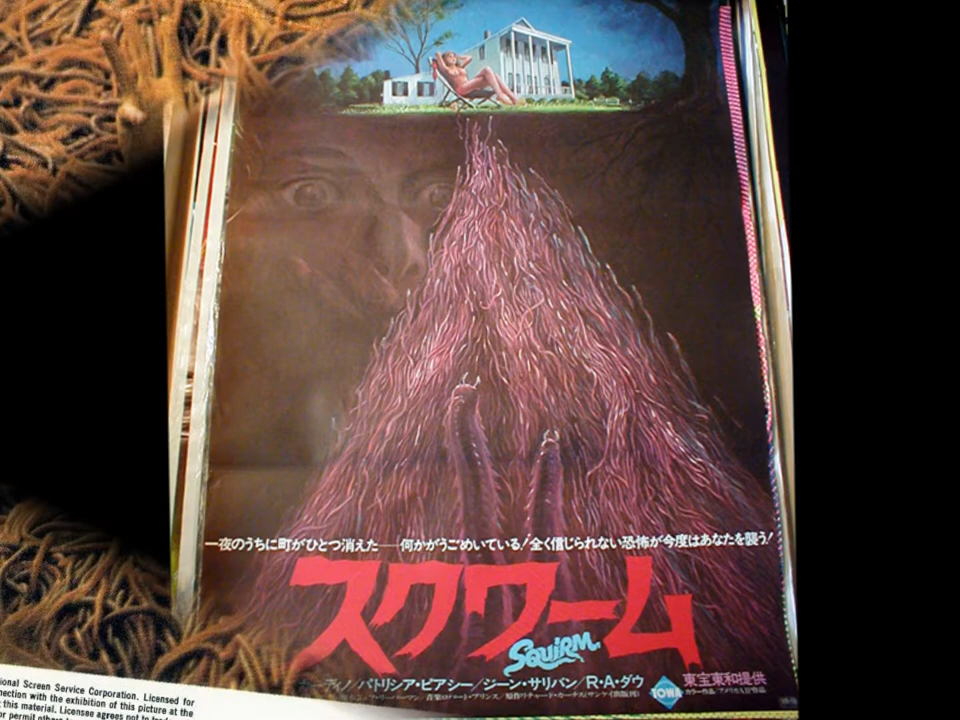 一夜のうちに町がひとつ消えた──何かがうごめいている!全く信じられない恐怖が今度はあなたを襲う!
スクワーム
SQUIRM
パトリシア・ピアシー/ジーン・サリバン/R・A・ダウ
TOWA
東宝東和提供
Screen Service Corporation. Licensed for
with the exhibition of this picture at the
this material. Licensee agrees not to
or permit